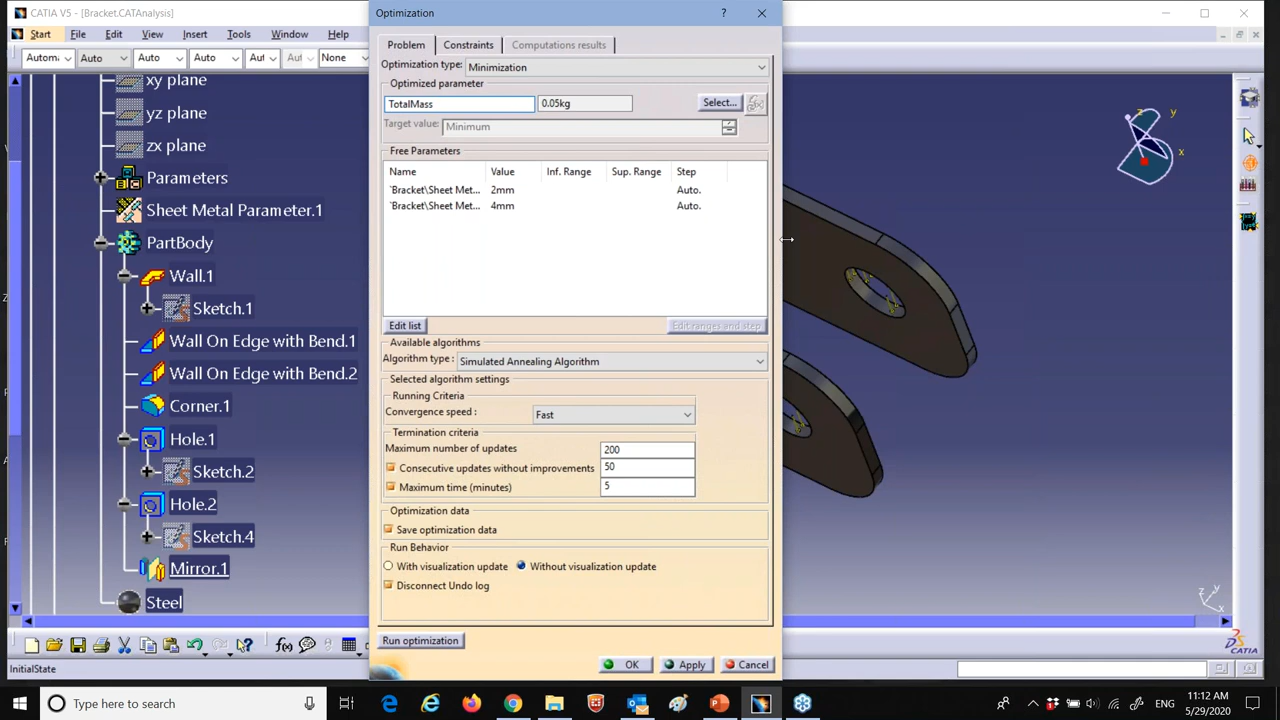 CATIA V5 - [Bracket.CATAnalysis]
Optimization
?
Start File Edit View Insert Tools Window Help
Autom Auto Auto Auto Aut Aut None
xy plane
yz plane
zx plane
Parameters
Sheet Metal Parameter.1
PartBody
Wall.1
Sketch.1
Wall On Edge with Bend.1
Wall On Edge with Bend.2
Corner.1
Hole.1
Sketch.2
Hole.2
Sketch.4
Mirror.1
Steel
Problem Constraints Computations results
Optimization type: Minimization
Optimized parameter
TotalMass 0.05kg Select...
Target value: Minimum
Free Parameters
Name Value Inf. Range Sup. Range Step
`Bracket\Sheet Met... 2mm Auto.
`Bracket\Sheet Met... 4mm Auto.
Edit list Edit ranges and step
Available algorithms
Algorithm type : Simulated Annealing Algorithm
Selected algorithm settings
Running Criteria
Convergence speed : Fast
Termination criteria
Maximum number of updates 200
Consecutive updates without improvements 50
Maximum time (minutes) 5
Optimization data
Save optimization data
Run Behavior
With visualization update Without visualization update
Disconnect Undo log
Run optimization
OK Apply Cancel
z y x
z y x
CATIA
InitialState
Type here to search
ENG
11:12 AM
5/29/2020